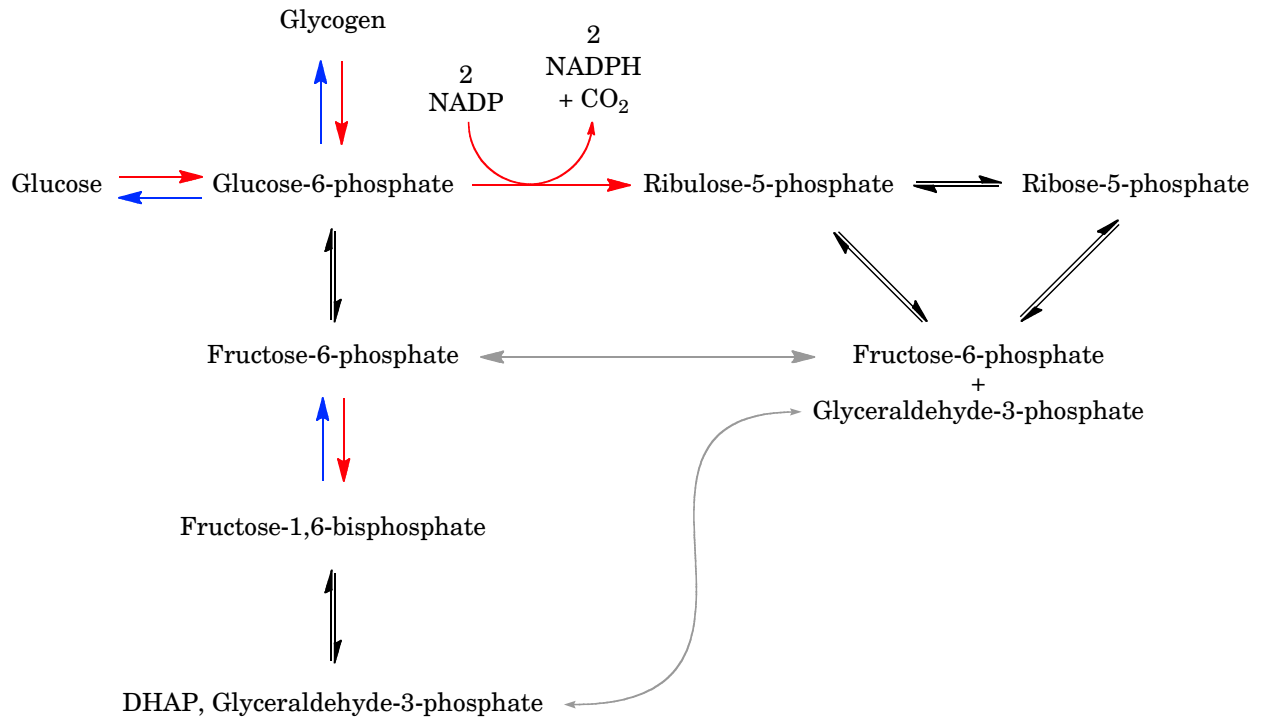 Glycogen
2
NADP
2
NADPH
+ CO₂
Glucose
Glucose-6-phosphate
Ribulose-5-phosphate
Ribose-5-phosphate
Fructose-6-phosphate
Fructose-6-phosphate
+
Glyceraldehyde-3-phosphate
Fructose-1,6-bisphosphate
DHAP, Glyceraldehyde-3-phosphate